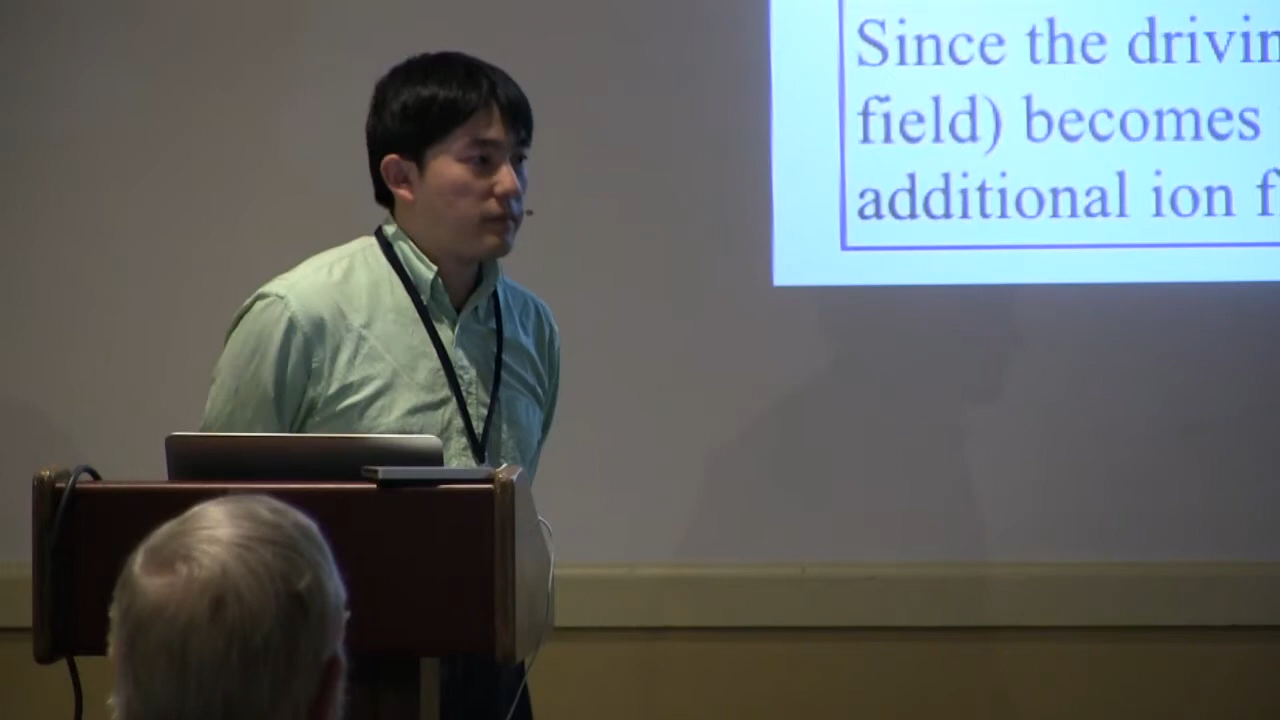 Since the drivin
field) becomes
additional ion f